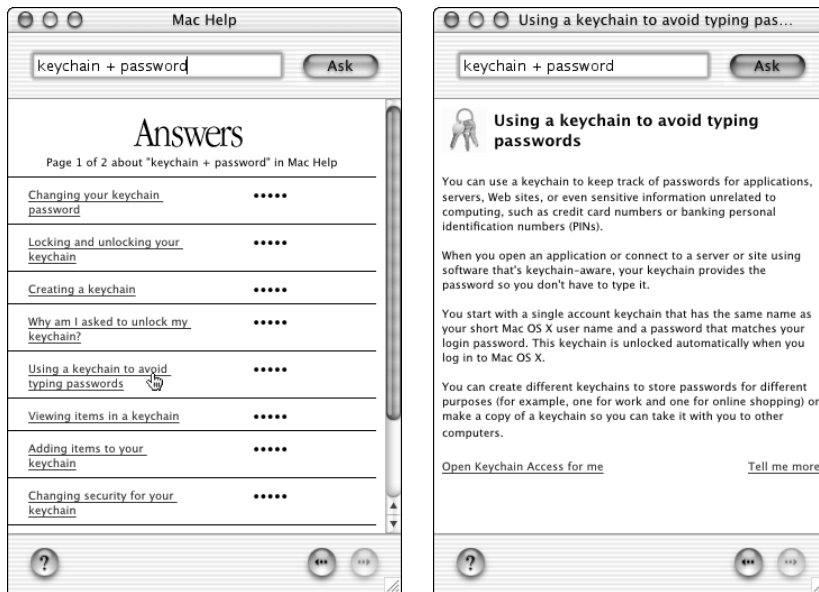 Mac Help
keychain + password
Ask
Answers
Page 1 of 2 about "keychain + password" in Mac Help
Changing your keychain
password
•••••
Locking and unlocking your
keychain
•••••
Creating a keychain
•••••
Why am I asked to unlock my
keychain?
•••••
Using a keychain to avoid
typing passwords
•••••
Viewing items in a keychain
•••••
Adding items to your
keychain
•••••
Changing security for your
keychain
•••••
?
Using a keychain to avoid typing pas...
keychain + password
Ask
Using a keychain to avoid typing
passwords
You can use a keychain to keep track of passwords for applications,
servers, Web sites, or even sensitive information unrelated to
computing, such as credit card numbers or banking personal
identification numbers (PINs).
When you open an application or connect to a server or site using
software that's keychain-aware, your keychain provides the
password so you don't have to type it.
You start with a single account keychain that has the same name as
your short Mac OS X user name and a password that matches your
login password. This keychain is unlocked automatically when you
log in to Mac OS X.
You can create different keychains to store passwords for different
purposes (for example, one for work and one for online shopping) or
make a copy of a keychain so you can take it with you to other
computers.
Open Keychain Access for me
Tell me more
?